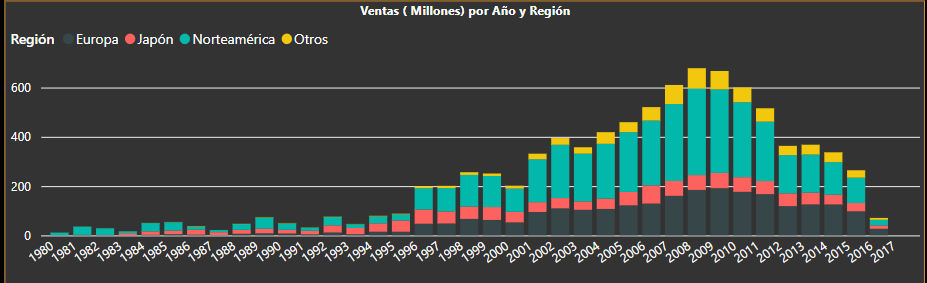 Ventas ( Millones) por Año y Región
Región Europa Japón Norteamérica Otros
600
400
200
0
1980 1981 1982 1983 1984 1985 1986 1987 1988 1989 1990 1991 1992 1993 1994 1995 1996 1997 1998 1999 2000 2001 2002 2003 2004 2005 2006 2007 2008 2009 2010 2011 2012 2013 2014 2015 2016 2017